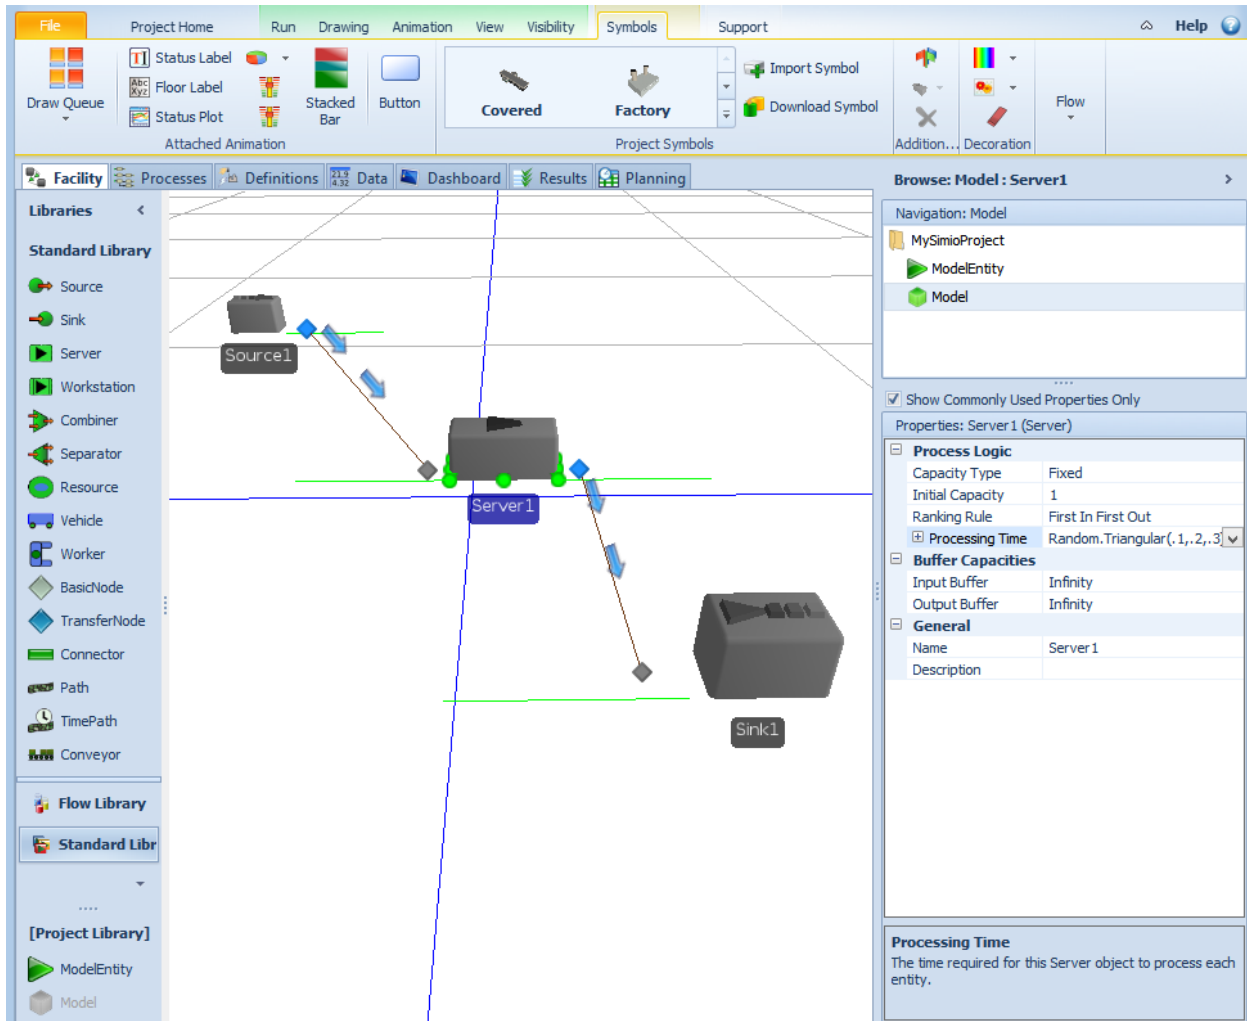 File Project Home Run Drawing Animation View Visibility Symbols Support Help
Draw Queue
Status Label
Abc Xyz Floor Label
Status Plot
Stacked Bar
Button
Attached Animation
Covered
Factory
Import Symbol
Download Symbol
Project Symbols
Addition...
Decoration
Flow
Facility Processes Definitions 21.9 4.32 Data Dashboard Results Planning
Libraries
Standard Library
Source
Sink
Server
Workstation
Combiner
Separator
Resource
Vehicle
Worker
BasicNode
TransferNode
Connector
Path
TimePath
Conveyor
Flow Library
Standard Libr
[Project Library]
ModelEntity
Model
Source1
Server1
Sink1
Browse: Model : Server1
Navigation: Model
MySimioProject
ModelEntity
Model
Show Commonly Used Properties Only
Properties: Server1 (Server)
Process Logic
Capacity Type Fixed
Initial Capacity 1
Ranking Rule First In First Out
Processing Time Random.Triangular(.1,.2,.3)
Buffer Capacities
Input Buffer Infinity
Output Buffer Infinity
General
Name Server1
Description
Processing Time
The time required for this Server object to process each
entity.